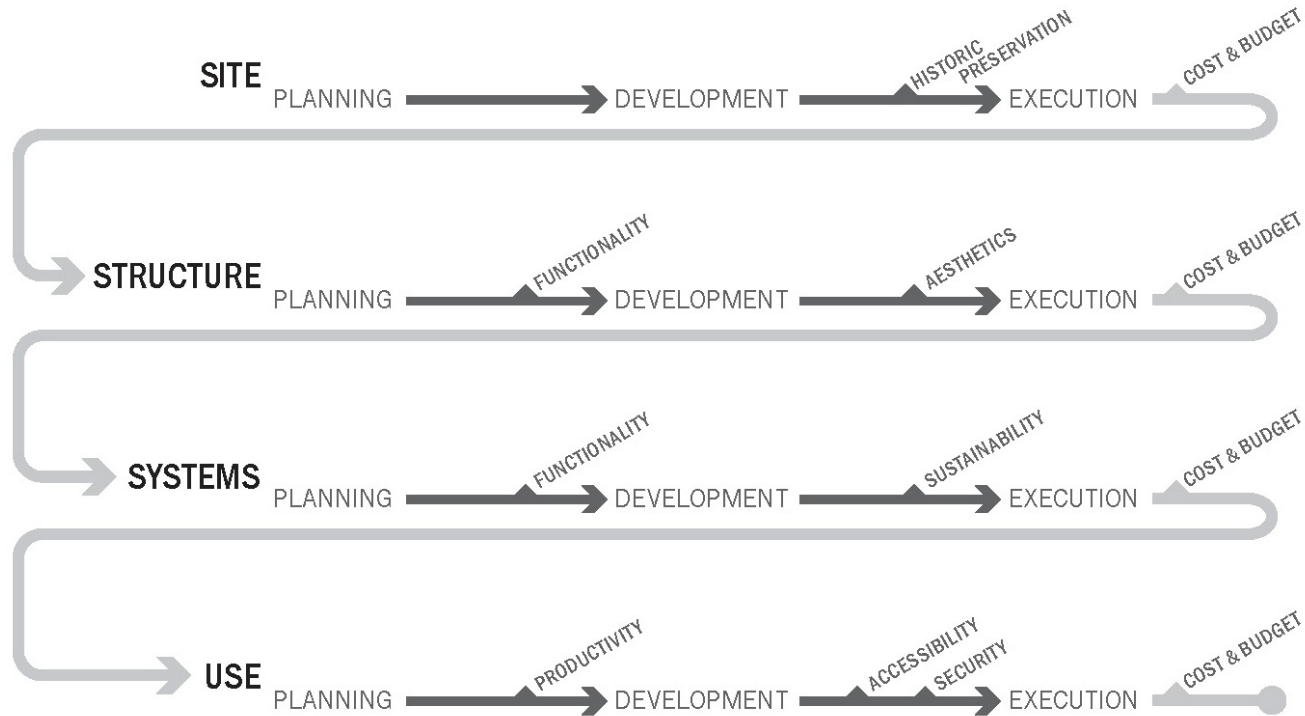 SITE
PLANNING
DEVELOPMENT
HISTORIC
PRESERVATION
EXECUTION
COST & BUDGET
STRUCTURE
PLANNING
FUNCTIONALITY
DEVELOPMENT
AESTHETICS
EXECUTION
COST & BUDGET
SYSTEMS
PLANNING
FUNCTIONALITY
DEVELOPMENT
SUSTAINABILITY
EXECUTION
COST & BUDGET
USE
PLANNING
PRODUCTIVITY
DEVELOPMENT
ACCESSIBILITY
SECURITY
EXECUTION
COST & BUDGET